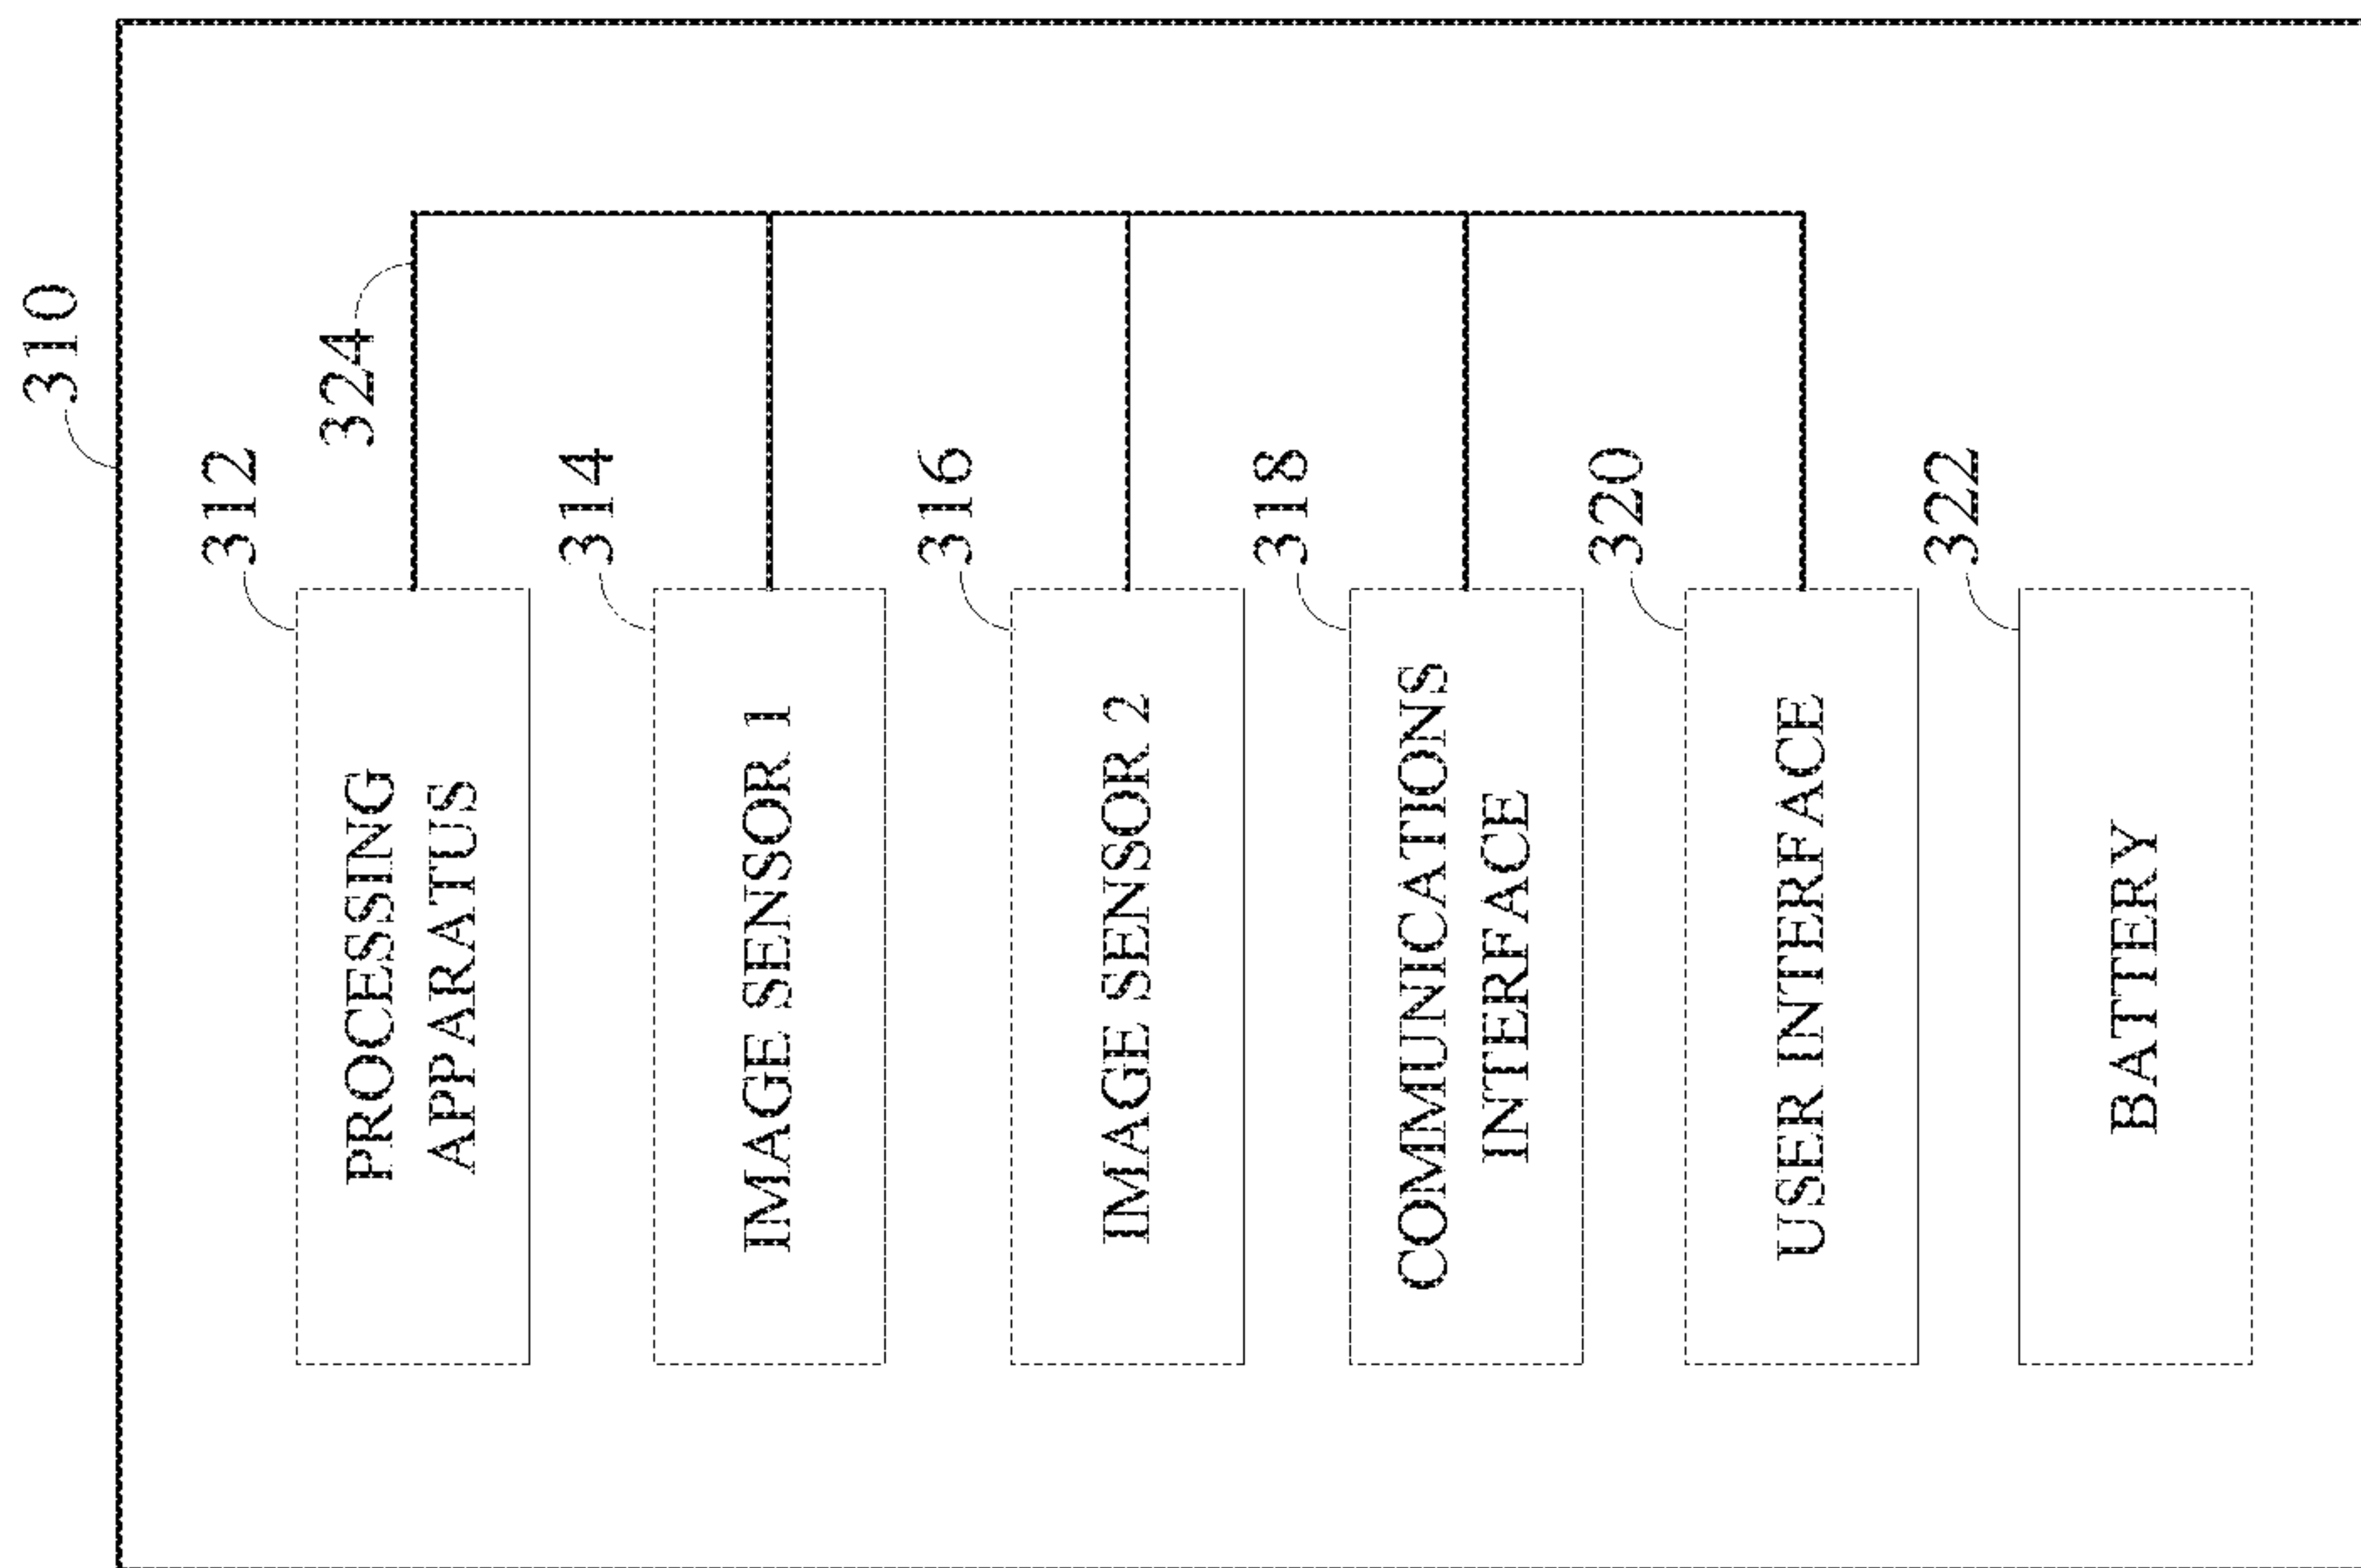 310
324
312
PROCESSING
APPARATUS
314
IMAGE SENSOR 1
316
IMAGE SENSOR 2
318
COMMUNICATIONS
INTERFACE
320
USER INTERFACE
322
BATTERY